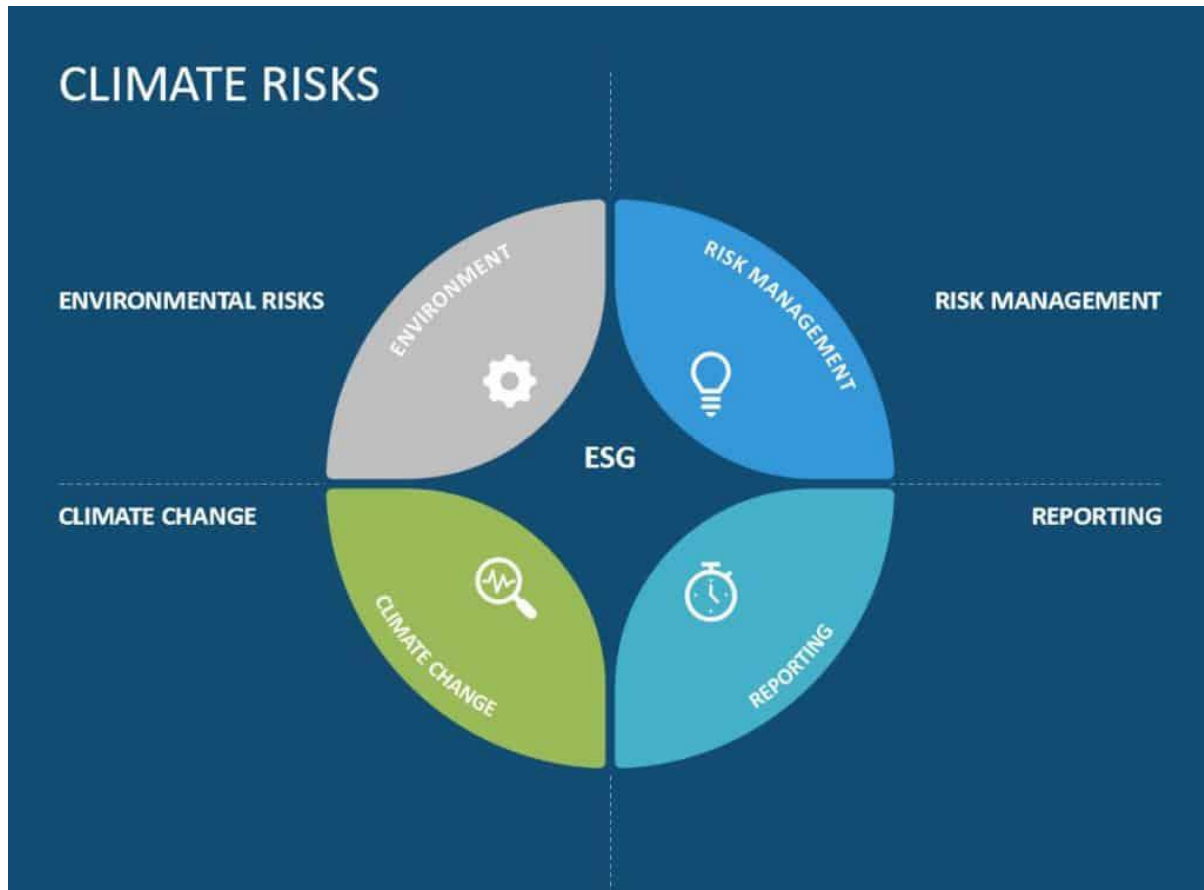 CLIMATE RISKS
ENVIRONMENT
RISK MANAGEMENT
ENVIRONMENTAL RISKS
RISK MANAGEMENT
ESG
CLIMATE CHANGE
REPORTING
CLIMATE CHANGE
REPORTING